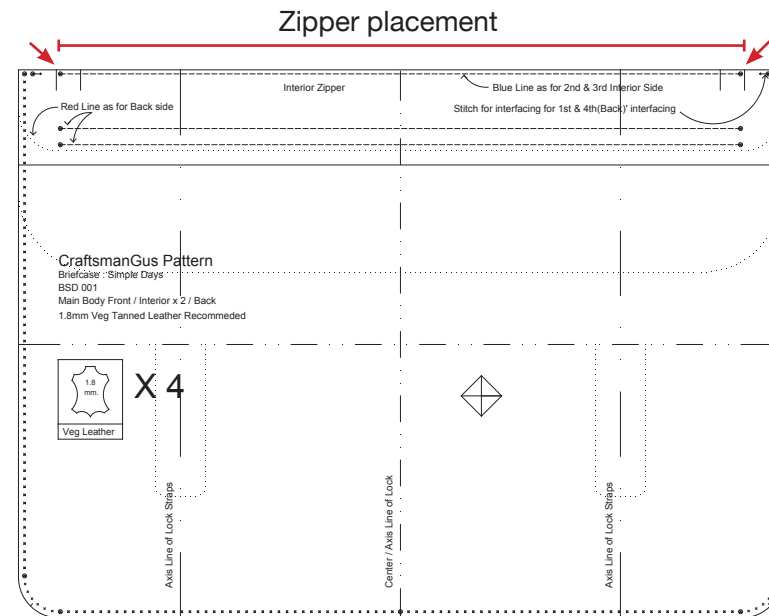 Zipper placement
Interior Zipper
Blue Line as for 2nd & 3rd Interior Side
Red Line as for Back side
Stitch for interfacing for 1st & 4th(Back)' interfacing
CraftsmanGus Pattern
Briefcase : Simple Days
BSD 001
Main Body Front / Interior x 2 / Back
1.8mm Veg Tanned Leather Recommeded
1.8
mm.
X 4
Veg Leather
Axis Line of Lock Straps
Center / Axis Line of Lock
Axis Line of Lock Straps